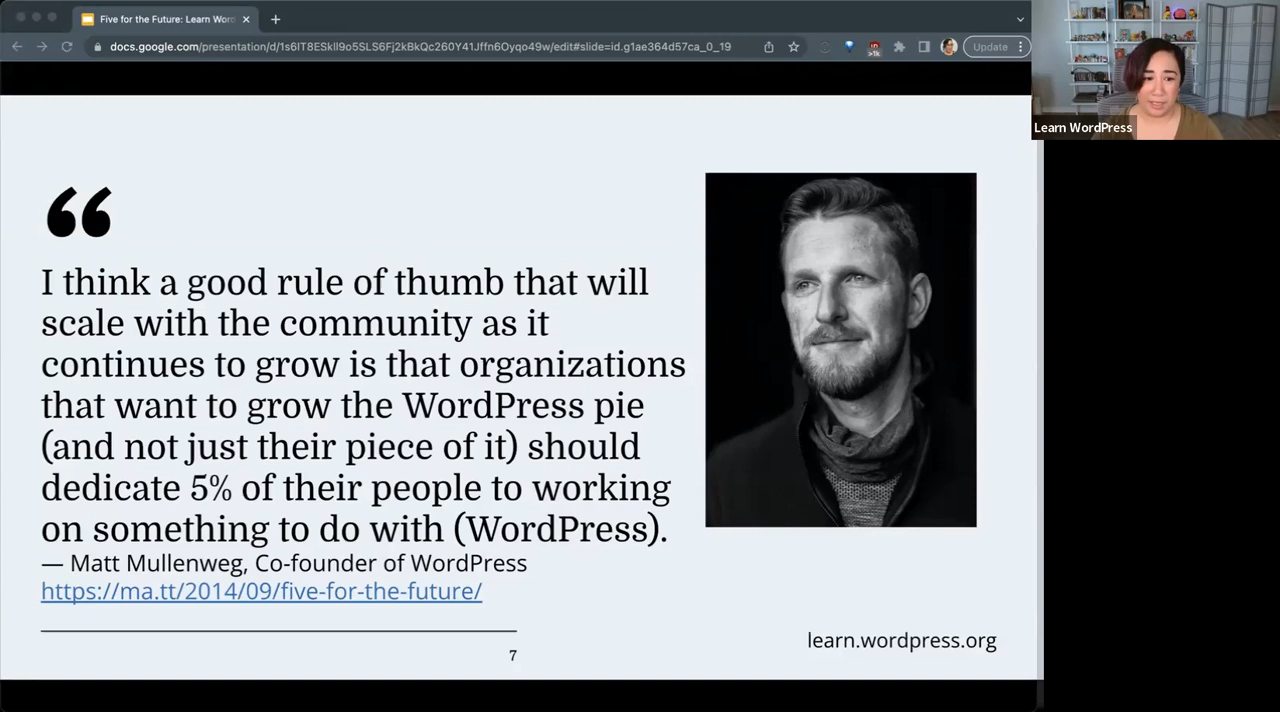 Five for the Future: Learn Wor
docs.google.com/presentation/d/1s6IT8ESkIl9o5SLS6Fj2kBkQc260Y41Jffn6Oyqo49w/edit#slide=id.g1ae364d57ca_0_19
>1k
Update
Learn WordPress
“
I think a good rule of thumb that will
scale with the community as it
continues to grow is that organizations
that want to grow the WordPress pie
(and not just their piece of it) should
dedicate 5% of their people to working
on something to do with (WordPress).
— Matt Mullenweg, Co-founder of WordPress
https://ma.tt/2014/09/five-for-the-future/
7
learn.wordpress.org